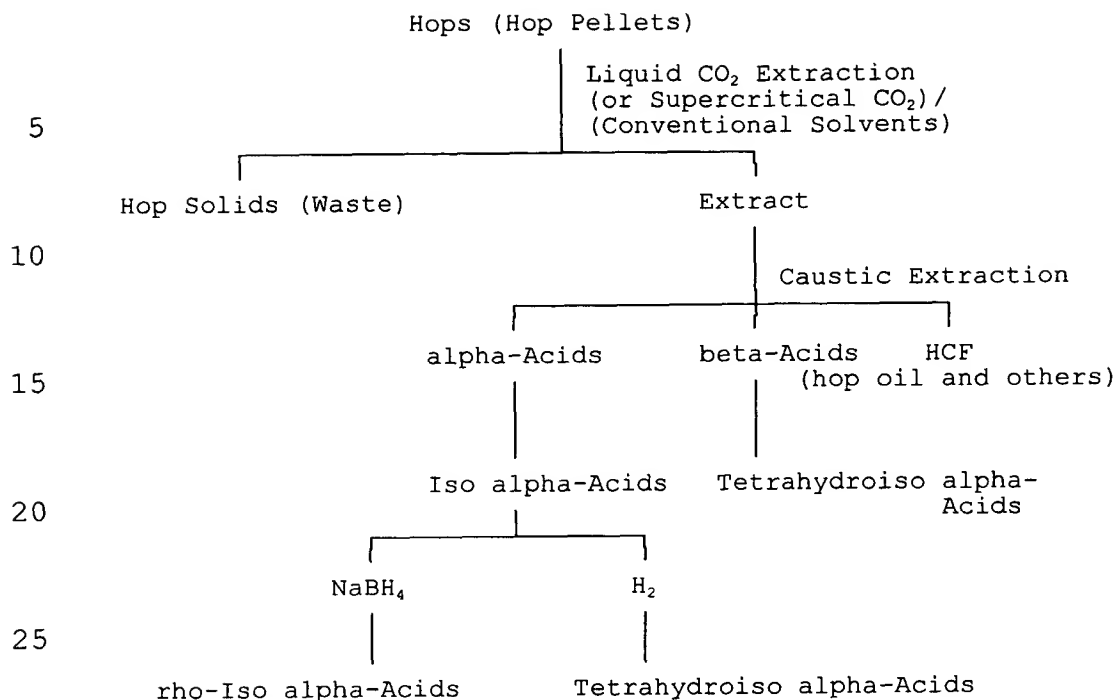 Hops (Hop Pellets)
Liquid CO₂ Extraction
(or Supercritical CO₂)/
5 (Conventional Solvents)
Hop Solids (Waste) Extract
10
Caustic Extraction
alpha-Acids beta-Acids HCF
15 (hop oil and others)
Iso alpha-Acids Tetrahydroiso alpha-
20 Acids
NaBH₄ H₂
25
rho-Iso alpha-Acids Tetrahydroiso alpha-Acids